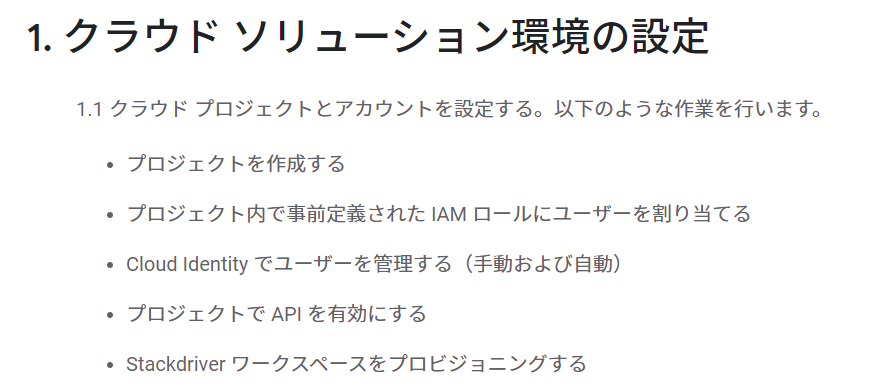 1. クラウド ソリューション環境の設定
1.1 クラウド プロジェクトとアカウントを設定する。以下のような作業を行います。
• プロジェクトを作成する
• プロジェクト内で事前定義された IAM ロールにユーザーを割り当てる
• Cloud Identity でユーザーを管理する（手動および自動）
• プロジェクトで API を有効にする
• Stackdriver ワークスペースをプロビジョニングする